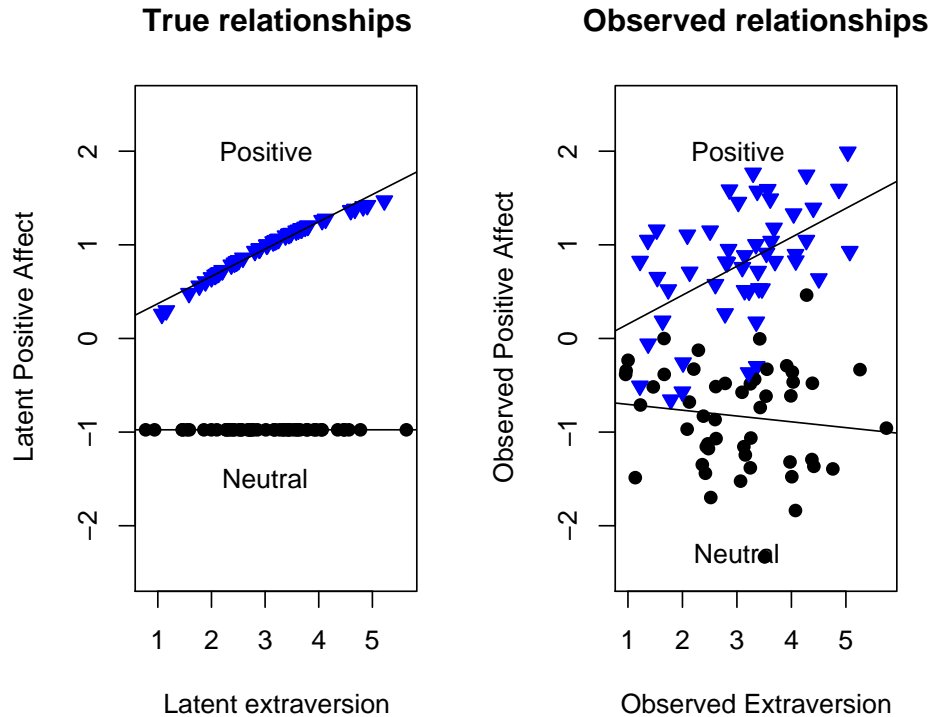 True relationships
Latent Positive Affect
2
1
0
−1
−2
Positive
Neutral
1 2 3 4 5
Latent extraversion
Observed relationships
Observed Positive Affect
2
1
0
−1
−2
Positive
Neutral
1 2 3 4 5
Observed Extraversion